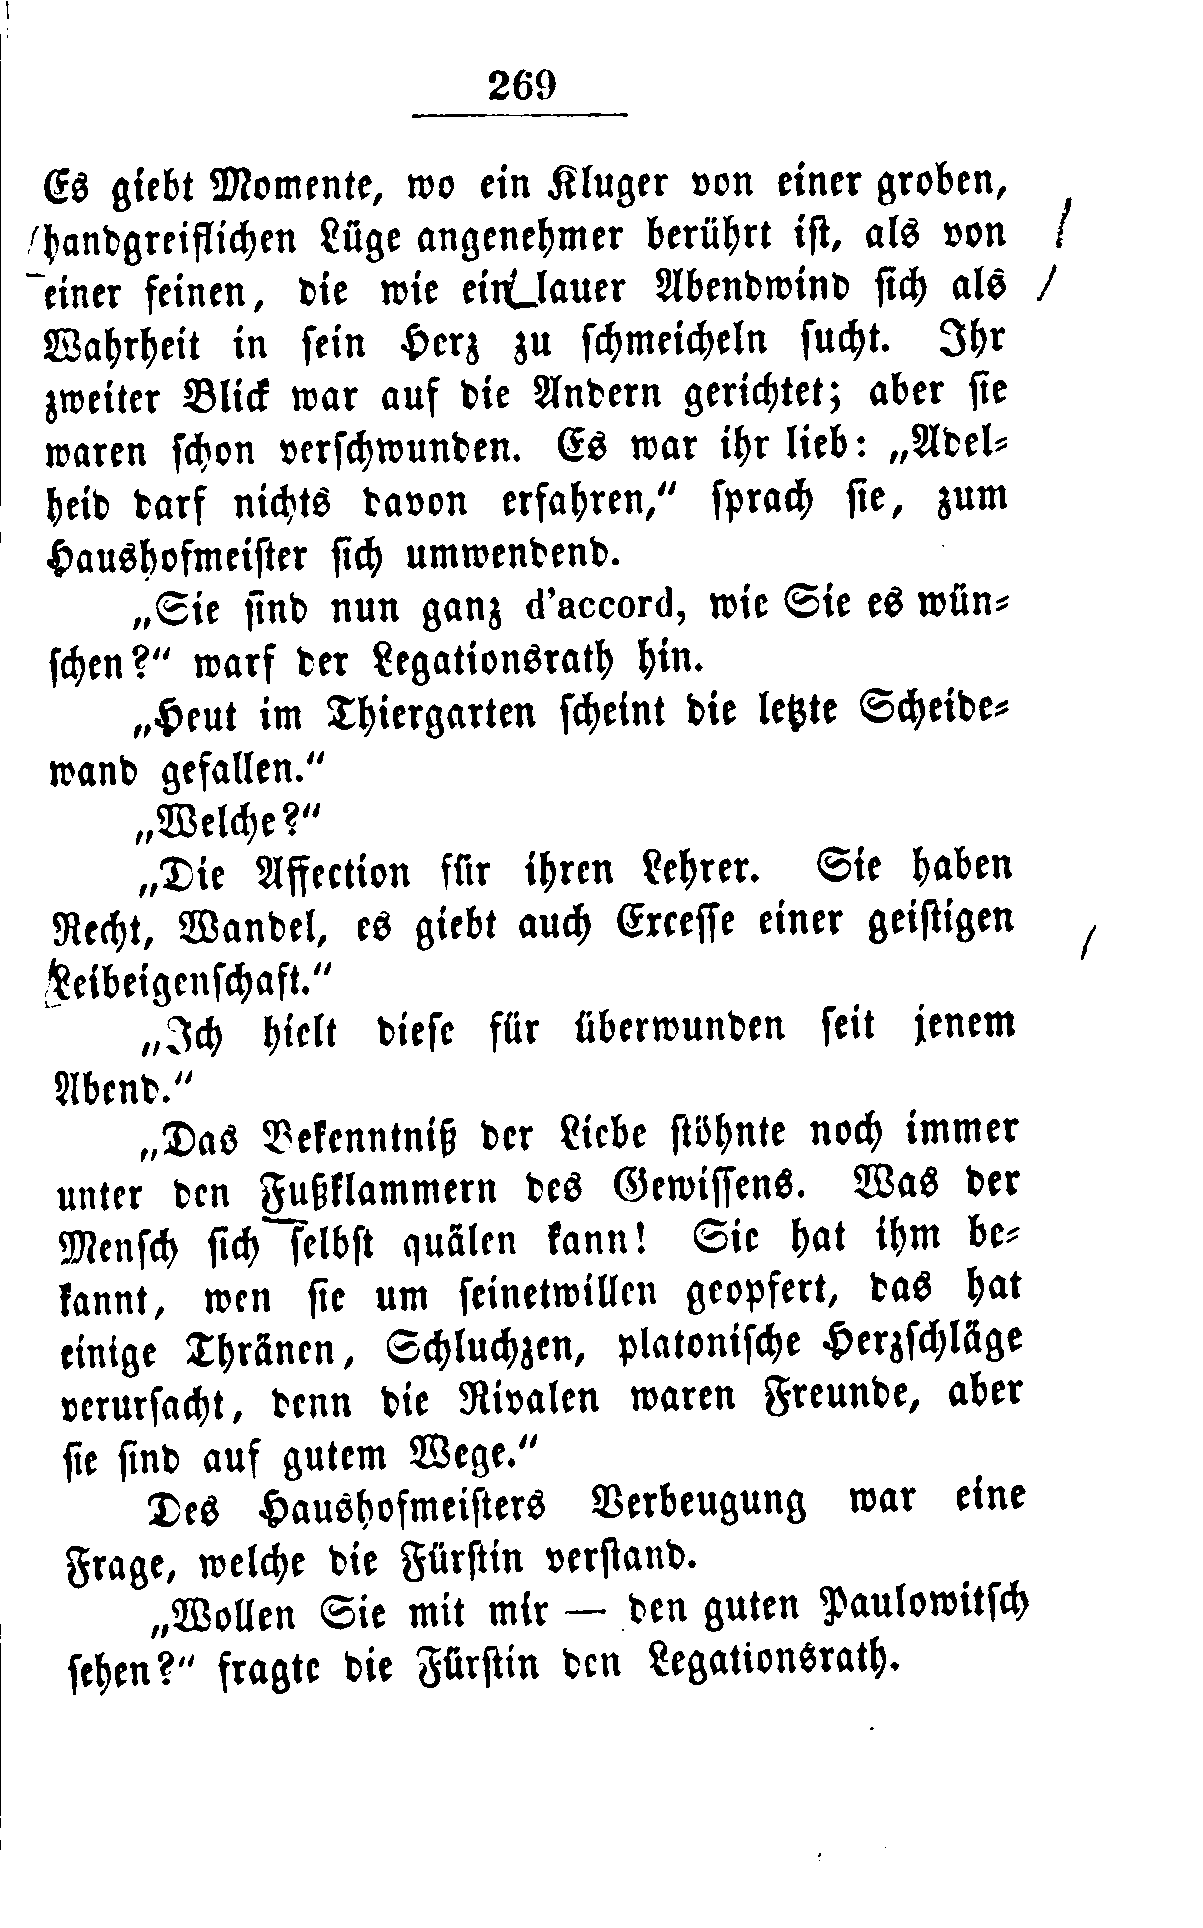 269
Es giebt Momente, wo ein Kluger von einer groben,
handgreiflichen Lüge angenehmer berührt ist, als von
einer feinen, die wie ein lauer Abendwind sich als
Wahrheit in sein Herz zu schmeicheln sucht. Ihr
zweiter Blick war auf die Andern gerichtet; aber sie
waren schon verschwunden. Es war ihr lieb: „Adel-
heid darf nichts davon erfahren,“ sprach sie, zum
Haushofmeister sich umwendend.
„Sie sind nun ganz d'accord, wie Sie es wün-
schen?“ warf der Legationsrath hin.
„Heut im Thiergarten scheint die letzte Scheide-
wand gefallen.“
„Welche?“
„Die Affection für ihren Lehrer. Sie haben
Recht, Wandel, es giebt auch Excesse einer geistigen
Leibeigenschaft.“
„Ich hielt diese für überwunden seit jenem
Abend.“
„Das Bekenntniß der Liebe stöhnte noch immer
unter den Fußklammern des Gewissens. Was der
Mensch sich selbst quälen kann! Sie hat ihm be-
kannt, wen sie um seinetwillen geopfert, das hat
einige Thränen, Schluchzen, platonische Herzschläge
verursacht, denn die Rivalen waren Freunde, aber
sie sind auf gutem Wege.“
Des Haushofmeisters Verbeugung war eine
Frage, welche die Fürstin verstand.
„Wollen Sie mit mir — den guten Paulowitsch
sehen?“ fragte die Fürstin den Legationsrath.